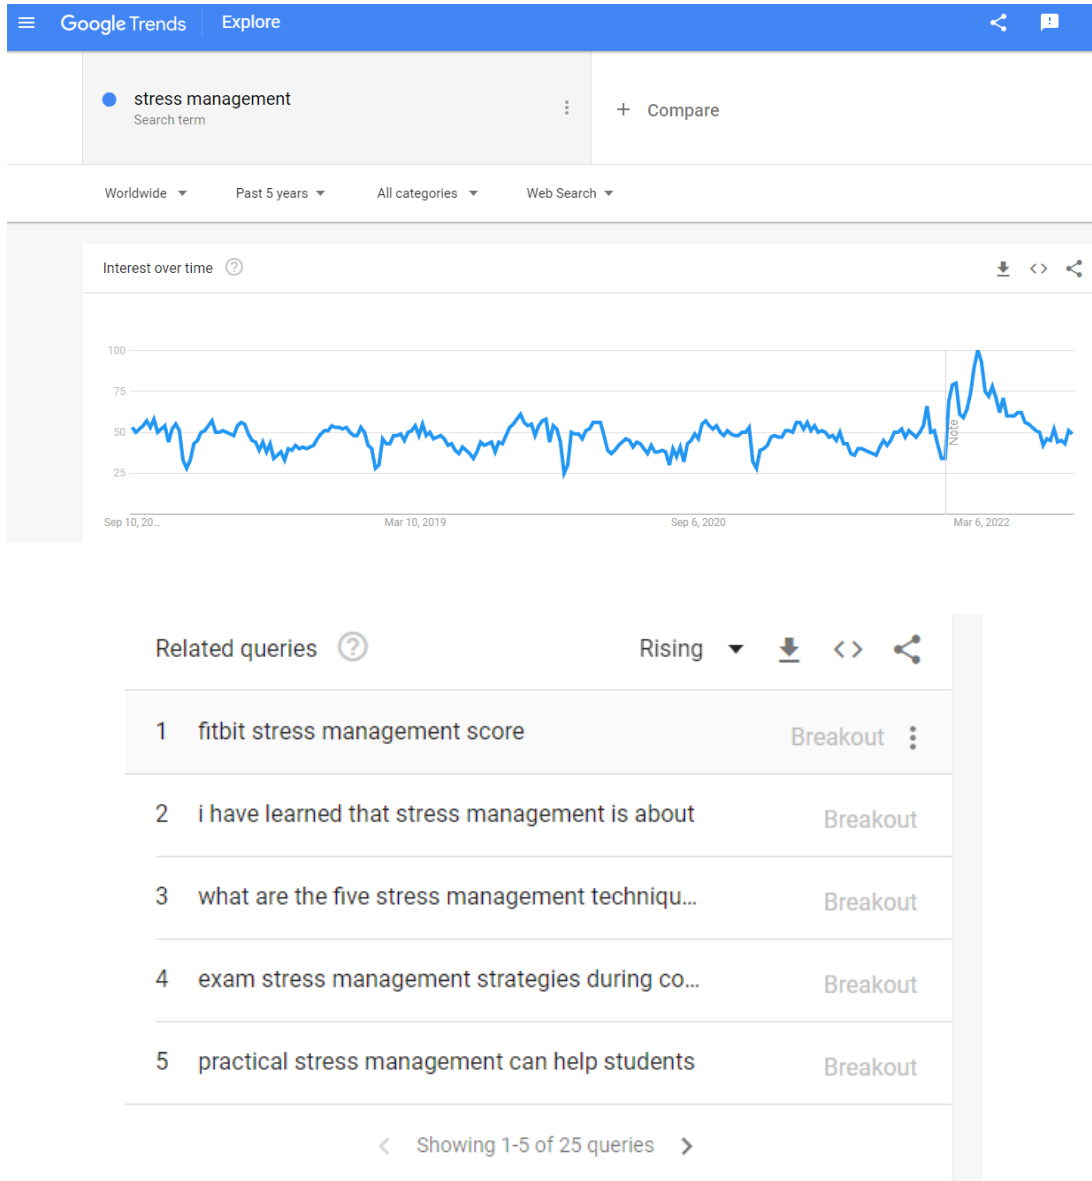 Google Trends Explore
stress management
Search term
+ Compare
Worldwide Past 5 years All categories Web Search
Interest over time
100
75
50
25
Note
Sep 10, 20... Mar 10, 2019 Sep 6, 2020 Mar 6, 2022
Related queries Rising
1 fitbit stress management score Breakout
2 i have learned that stress management is about Breakout
3 what are the five stress management techniqu... Breakout
4 exam stress management strategies during co... Breakout
5 practical stress management can help students Breakout
Showing 1-5 of 25 queries